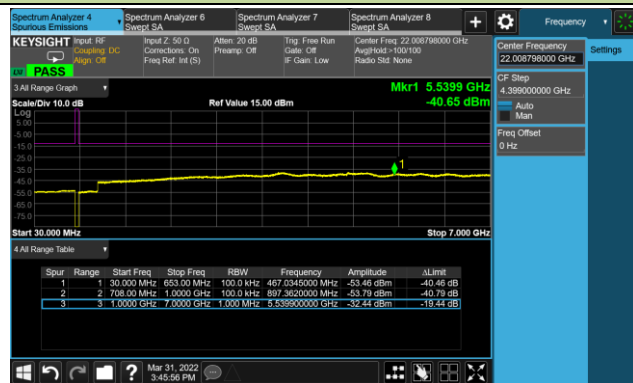 Spectrum Analyzer 4
Spurious Emissions
Spectrum Analyzer 6
Swept SA
Spectrum Analyzer 7
Swept SA
Spectrum Analyzer 8
Swept SA
Frequency
KEYSIGHT
Input: RF
Coupling: DC
Align: Off
Input Z: 50 Ω
Corrections: On
Freq Ref: Int (S)
Atten: 20 dB
Preamp: Off
Trig: Free Run
Gate: Off
IF Gain: Low
Center Freq: 22.008798000 GHz
Avg|Hold:>100/100
Radio Std: None
PASS
Center Frequency
22.008798000 GHz
Settings
CF Step
4.399000000 GHz
Auto
Man
Freq Offset
0 Hz
3 All Range Graph
Mkr1 5.5399 GHz
-40.65 dBm
Scale/Div 10.0 dB
Ref Value 15.00 dBm
Log
5.00
-5.00
-15.0
-25.0
-35.0
-45.0
-55.0
-65.0
-75.0
1
Start 30.000 MHz
Stop 7.000 GHz
4 All Range Table
Spur Range Start Freq Stop Freq RBW Frequency Amplitude ΔLimit
1 1 30.000 MHz 653.00 MHz 100.0 kHz 467.0345000 MHz -53.46 dBm -40.46 dB
2 2 708.00 MHz 1.0000 GHz 100.0 kHz 897.3620000 MHz -53.79 dBm -40.79 dB
3 3 1.0000 GHz 7.0000 GHz 1.000 MHz 5.539900000 GHz -32.44 dBm -19.44 dB
Mar 31, 2022
3:45:56 PM